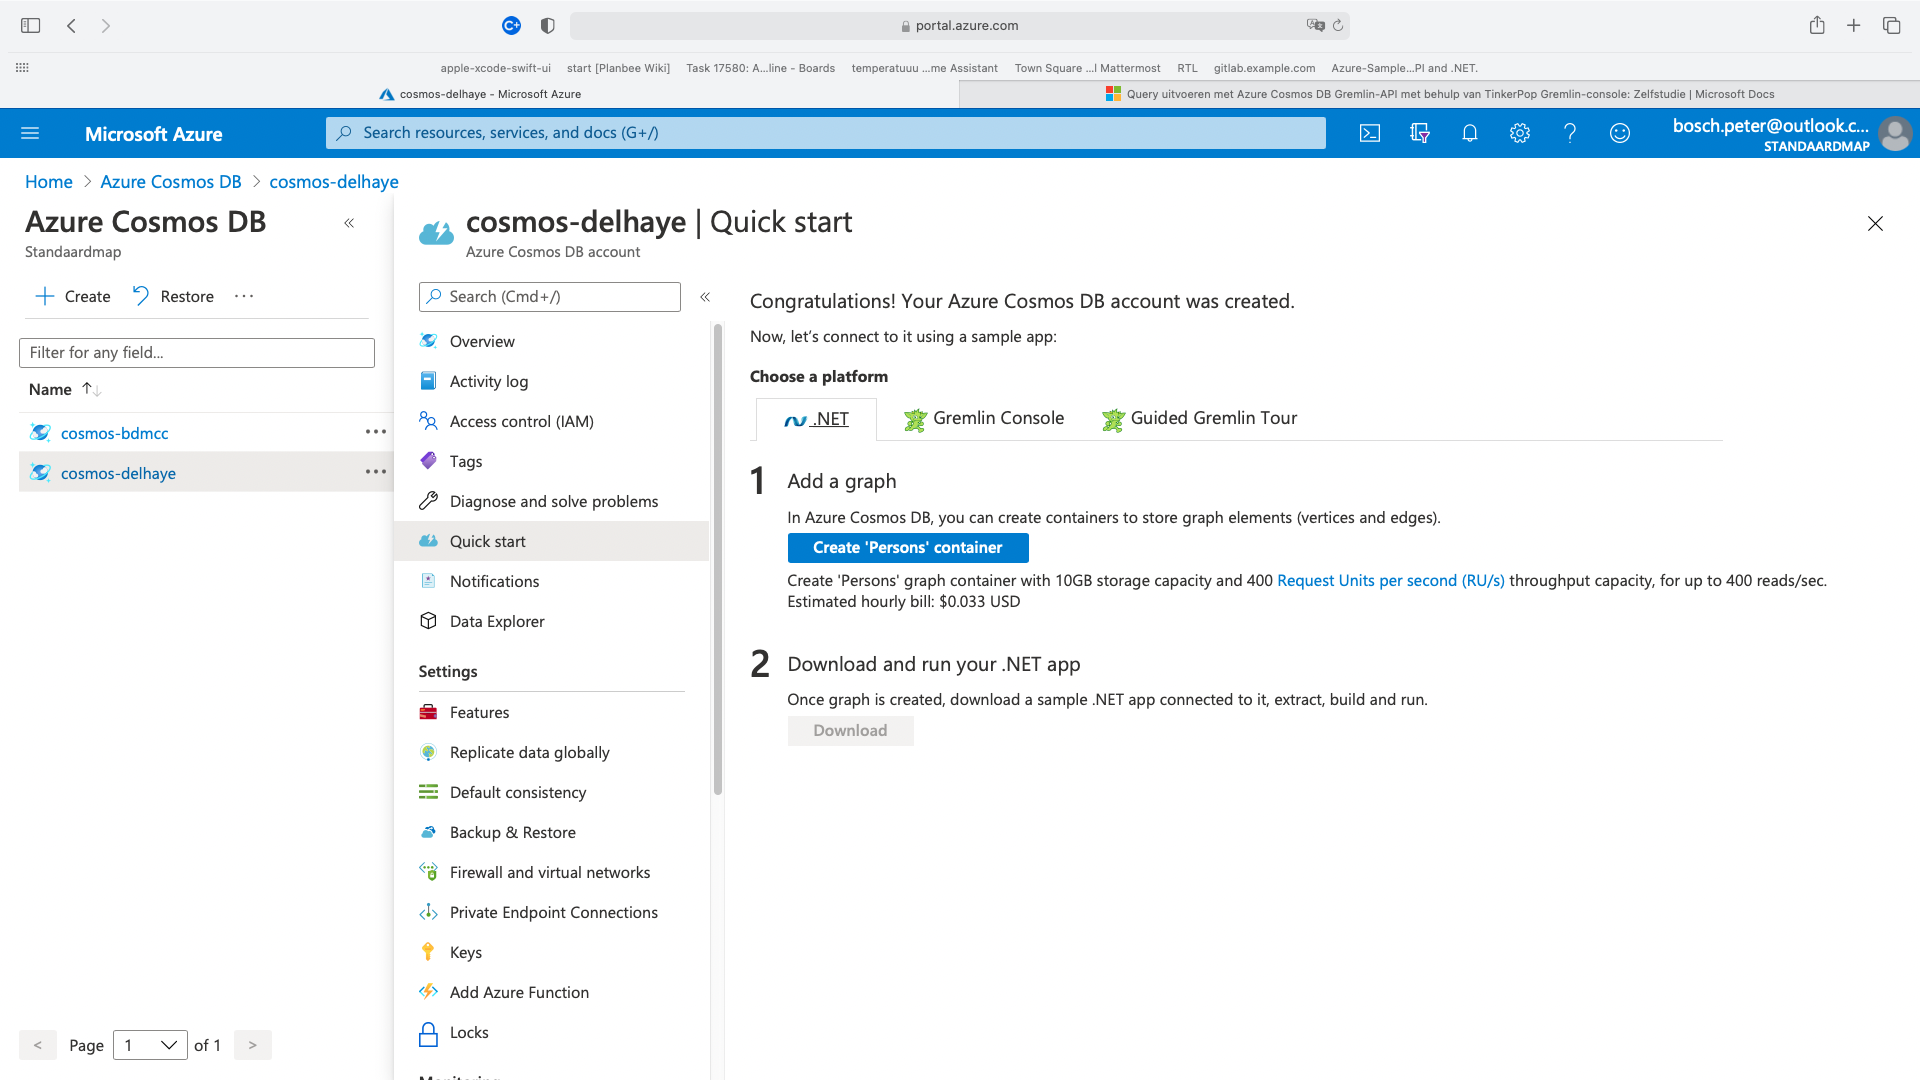 portal.azure.com
apple-xcode-swift-ui start [Planbee Wiki] Task 17580: A...line - Boards temperatuuu ...me Assistant Town Square ...l Mattermost RTL gitlab.example.com Azure-Sample...PI and .NET.
cosmos-delhaye - Microsoft Azure
Query uitvoeren met Azure Cosmos DB Gremlin-API met behulp van TinkerPop Gremlin-console: Zelfstudie | Microsoft Docs
Microsoft Azure
Search resources, services, and docs (G+/)
bosch.peter@outlook.c...
STANDAARDMAP
Home > Azure Cosmos DB > cosmos-delhaye
Azure Cosmos DB
Standaardmap
Create Restore ...
Filter for any field...
Name
cosmos-bdmcc
cosmos-delhaye
Page 1 of 1
cosmos-delhaye | Quick start
Azure Cosmos DB account
Search (Cmd+/)
Overview
Activity log
Access control (IAM)
Tags
Diagnose and solve problems
Quick start
Notifications
Data Explorer
Settings
Features
Replicate data globally
Default consistency
Backup & Restore
Firewall and virtual networks
Private Endpoint Connections
Keys
Add Azure Function
Locks
Monitoring
Congratulations! Your Azure Cosmos DB account was created.
Now, let's connect to it using a sample app:
Choose a platform
.NET Gremlin Console Guided Gremlin Tour
1 Add a graph
In Azure Cosmos DB, you can create containers to store graph elements (vertices and edges).
Create 'Persons' container
Create 'Persons' graph container with 10GB storage capacity and 400 Request Units per second (RU/s) throughput capacity, for up to 400 reads/sec.
Estimated hourly bill: $0.033 USD
2 Download and run your .NET app
Once graph is created, download a sample .NET app connected to it, extract, build and run.
Download